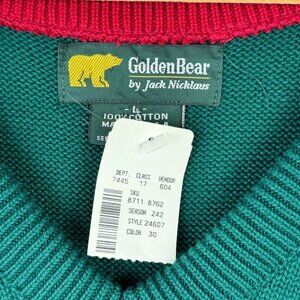 GoldenBear
by Jack Nicklaus
L
100% COTTON
DEPT. CLASS VENDOR
7445 17 604
SKU
8711 8762
SEASON 242
STYLE 24607
COLOR 30